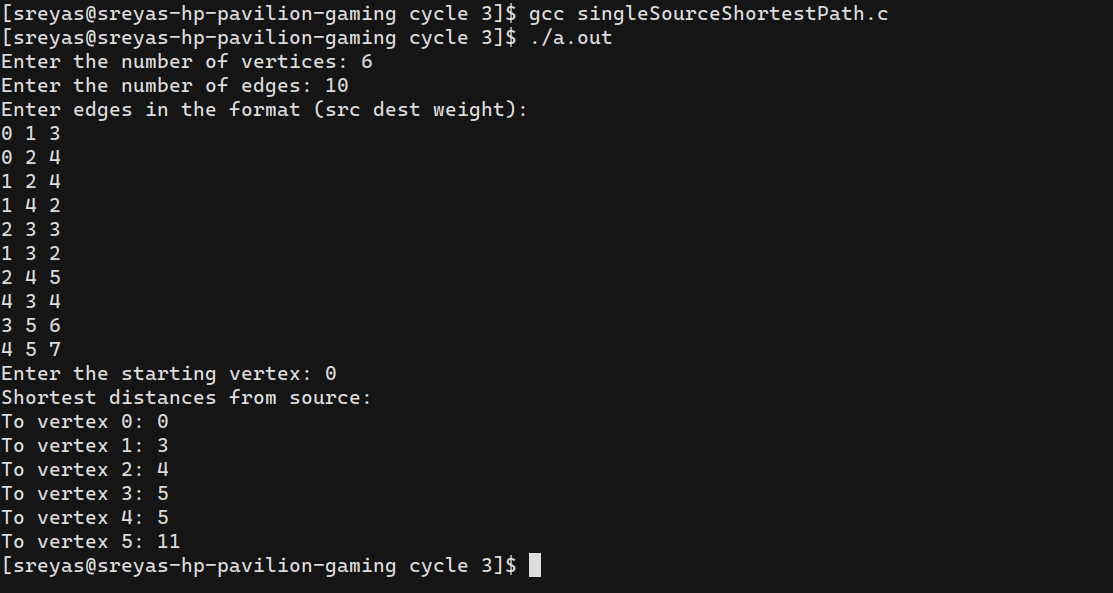 [sreyas@sreyas-hp-pavilion-gaming cycle 3]$ gcc singleSourceShortestPath.c
[sreyas@sreyas-hp-pavilion-gaming cycle 3]$ ./a.out
Enter the number of vertices: 6
Enter the number of edges: 10
Enter edges in the format (src dest weight):
0 1 3
0 2 4
1 2 4
1 4 2
2 3 3
1 3 2
2 4 5
4 3 4
3 5 6
4 5 7
Enter the starting vertex: 0
Shortest distances from source:
To vertex 0: 0
To vertex 1: 3
To vertex 2: 4
To vertex 3: 5
To vertex 4: 5
To vertex 5: 11
[sreyas@sreyas-hp-pavilion-gaming cycle 3]$